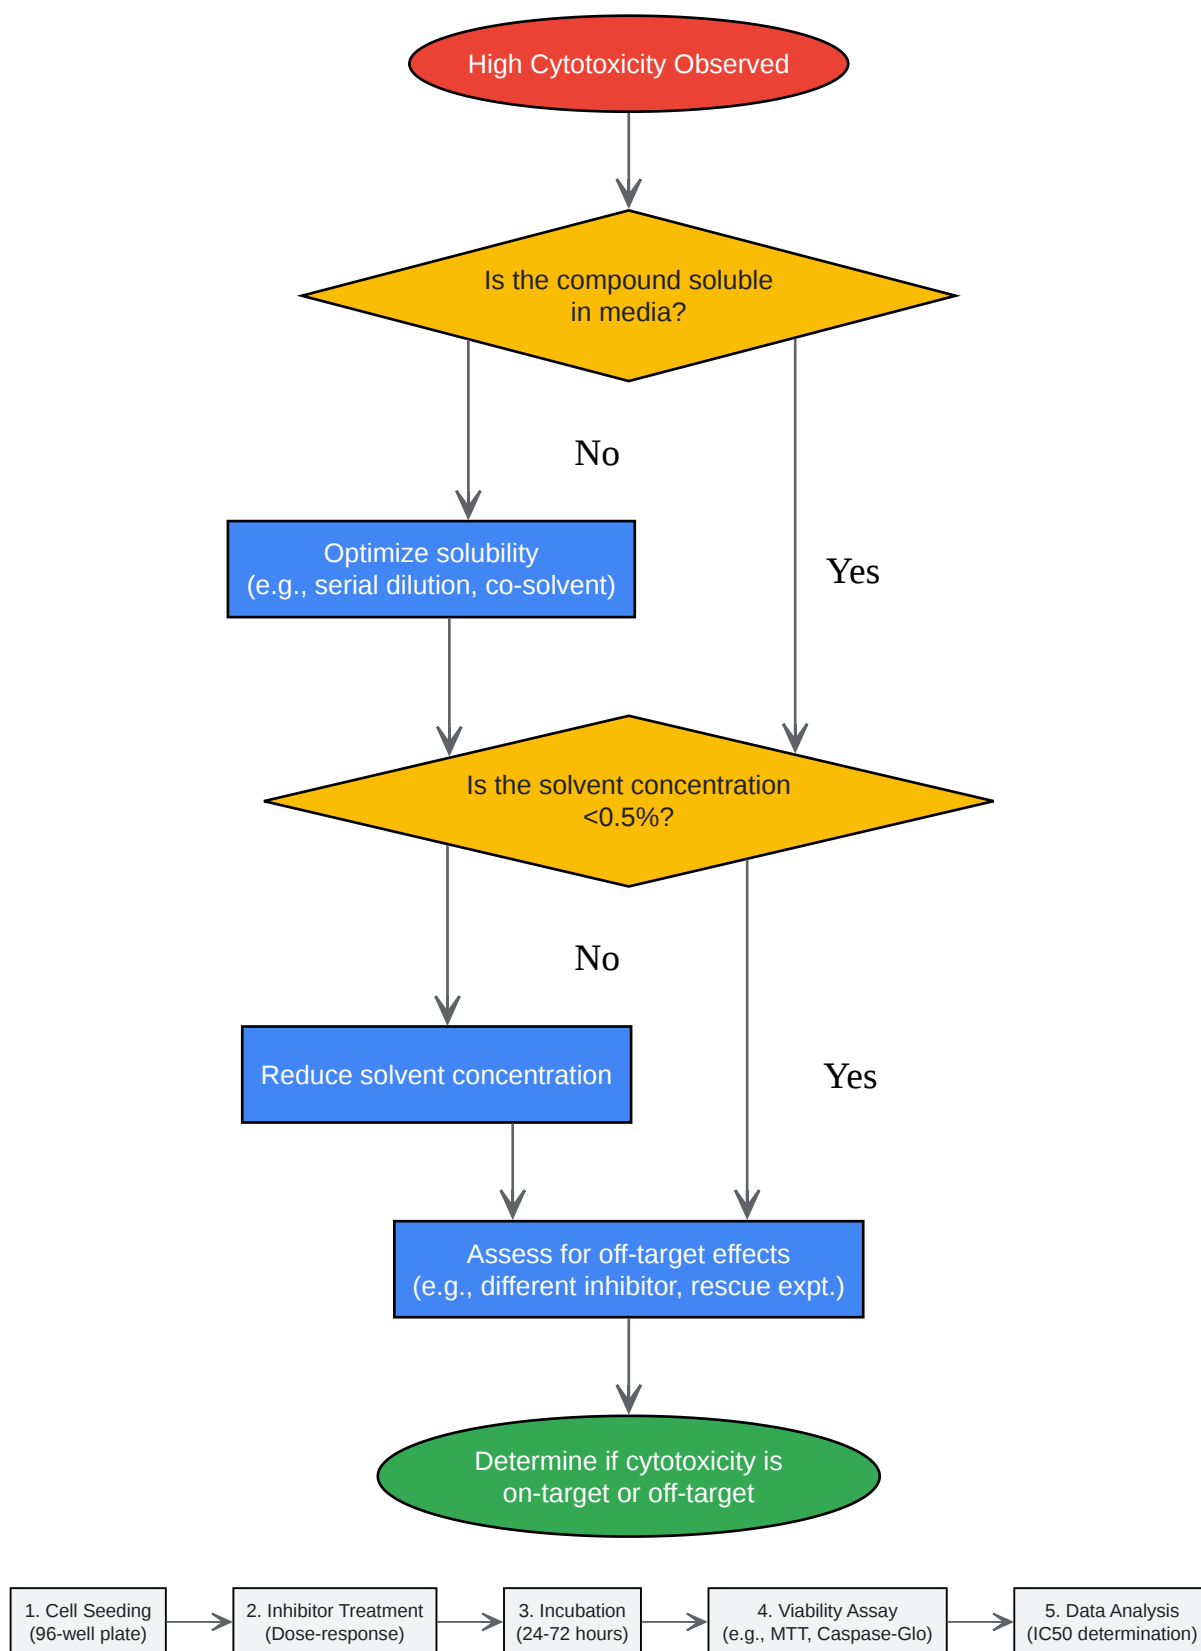 High Cytotoxicity Observed
Is the compound soluble
in media?
No
Yes
Optimize solubility
(e.g., serial dilution, co-solvent)
Is the solvent concentration
<0.5%?
No
Yes
Reduce solvent concentration
Assess for off-target effects
(e.g., different inhibitor, rescue expt.)
Determine if cytotoxicity is
on-target or off-target
1. Cell Seeding
(96-well plate)
2. Inhibitor Treatment
(Dose-response)
3. Incubation
(24-72 hours)
4. Viability Assay
(e.g., MTT, Caspase-Glo)
5. Data Analysis
(IC50 determination)